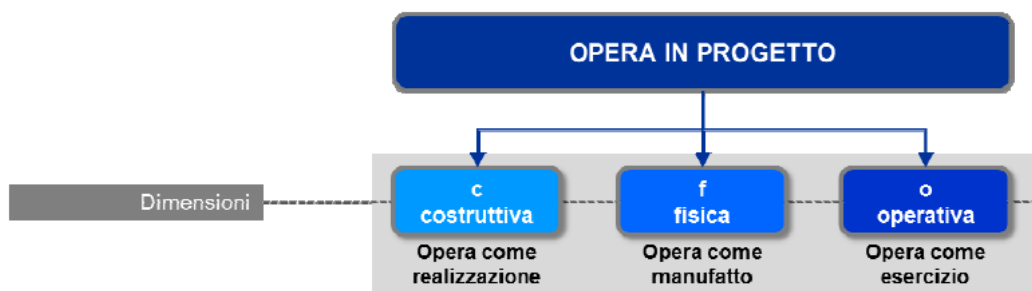 OPERA IN PROGETTO
Dimensioni
c
costruttiva
f
fisica
o
operativa
Opera come
realizzazione
Opera come
manufatto
Opera come
esercizio